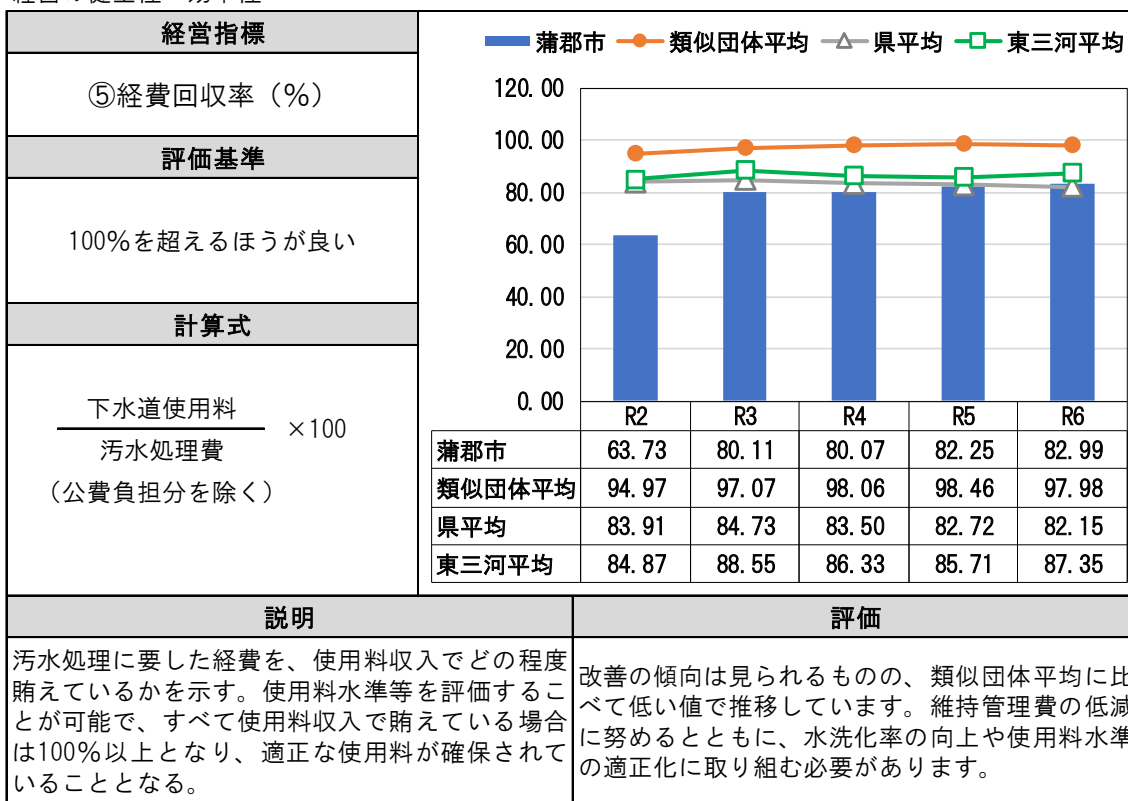 経営指標
⑤経費回収率（%）
評価基準
100%を超えるほうが良い
計算式
下水道使用料
汚水処理費
×100
（公費負担分を除く）
蒲郡市 類似団体平均 県平均 東三河平均
120.00
100.00
80.00
60.00
40.00
20.00
0.00
R2 R3 R4 R5 R6
蒲郡市 63.73 80.11 80.07 82.25 82.99
類似団体平均 94.97 97.07 98.06 98.46 97.98
県平均 83.91 84.73 83.50 82.72 82.15
東三河平均 84.87 88.55 86.33 85.71 87.35
説明
汚水処理に要した経費を、使用料収入でどの程度
賄えているかを示す。使用料水準等を評価するこ
とが可能で、すべて使用料収入で賄えている場合
は100%以上となり、適正な使用料が確保されて
いることとなる。
評価
改善の傾向は見られるものの、類似団体平均に比
べて低い値で推移しています。維持管理費の低減
に努めるとともに、水洗化率の向上や使用料水準
の適正化に取り組む必要があります。